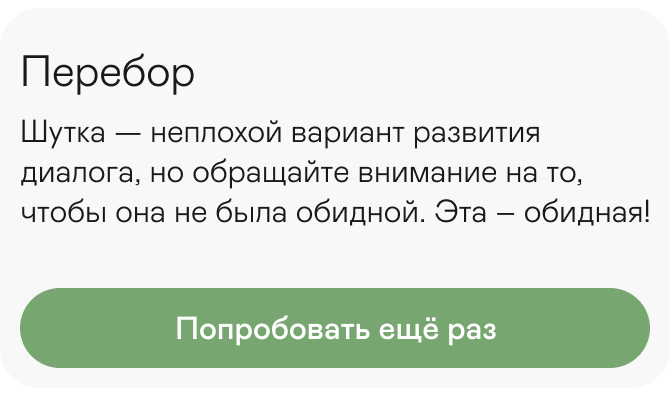 Перебор
Шутка — неплохой вариант развития
диалога, но обращайте внимание на то,
чтобы она не была обидной. Эта – обидная!
Попробовать ещё раз